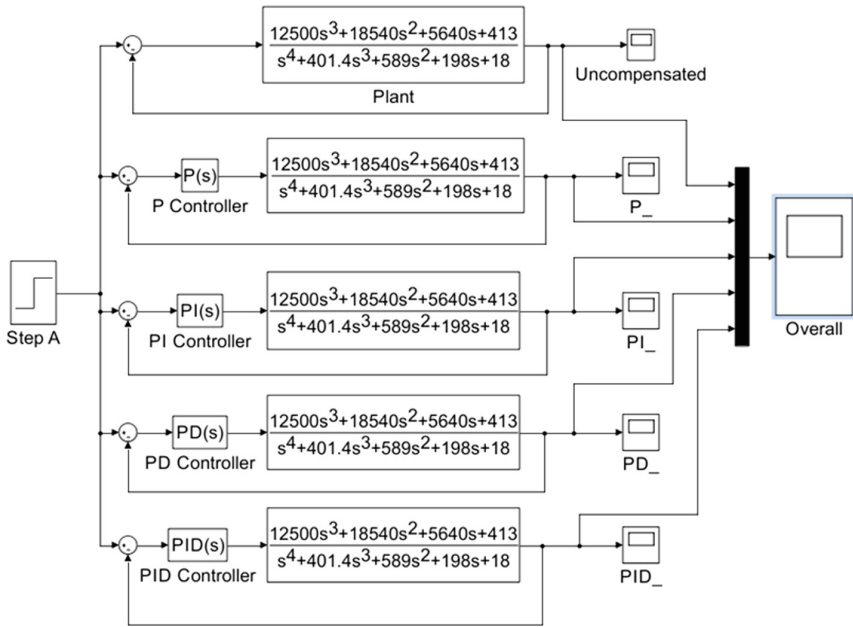 12500s³+18540s²+5640s+413
s⁴+401.4s³+589s²+198s+18
Plant
Uncompensated
P(s)
P Controller
12500s³+18540s²+5640s+413
s⁴+401.4s³+589s²+198s+18
P_
Step A
PI(s)
PI Controller
12500s³+18540s²+5640s+413
s⁴+401.4s³+589s²+198s+18
PI_
Overall
PD(s)
PD Controller
12500s³+18540s²+5640s+413
s⁴+401.4s³+589s²+198s+18
PD_
PID(s)
PID Controller
12500s³+18540s²+5640s+413
s⁴+401.4s³+589s²+198s+18
PID_